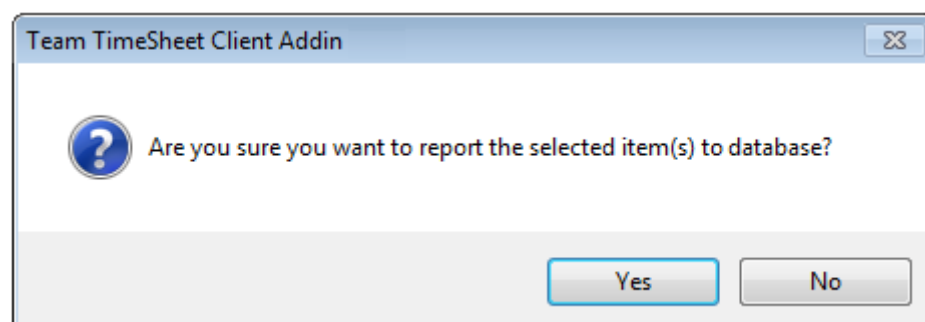 Team TimeSheet Client Addin
Are you sure you want to report the selected item(s) to database?
Yes
No